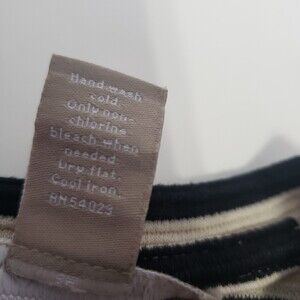 Hand wash
cold.
Only non-
chlorine
bleach when
needed
Dry flat.
Cool iron.
RN54023